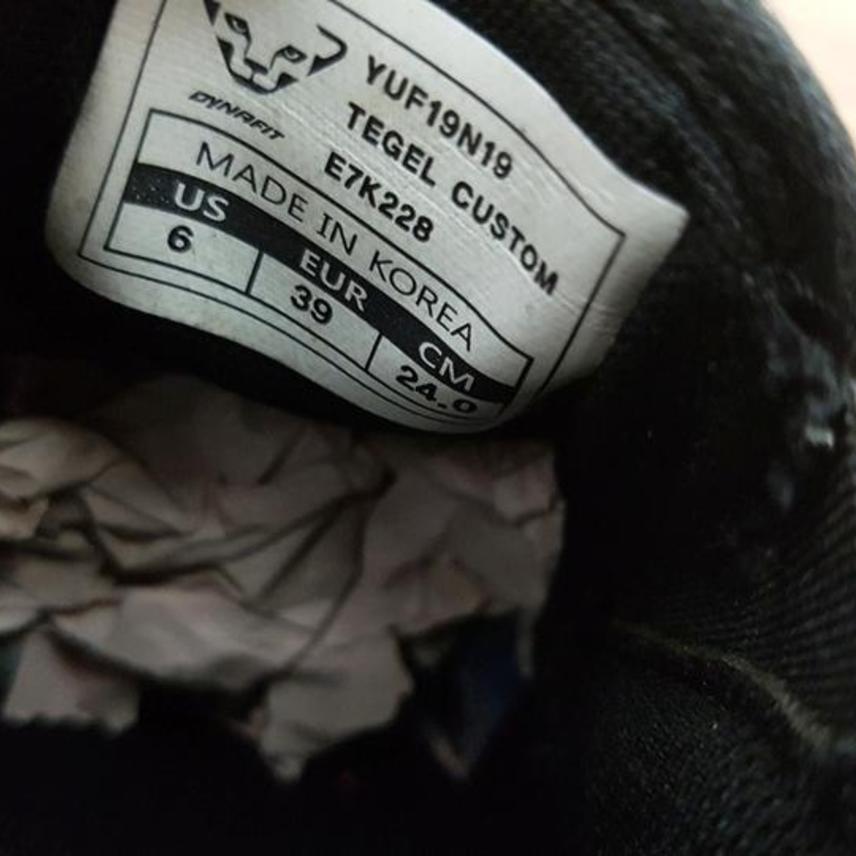 DYNAFIT
YUF19N19
TEGEL CUSTOM
E7K228
MADE IN KOREA
US EUR CM
6 39 24.0